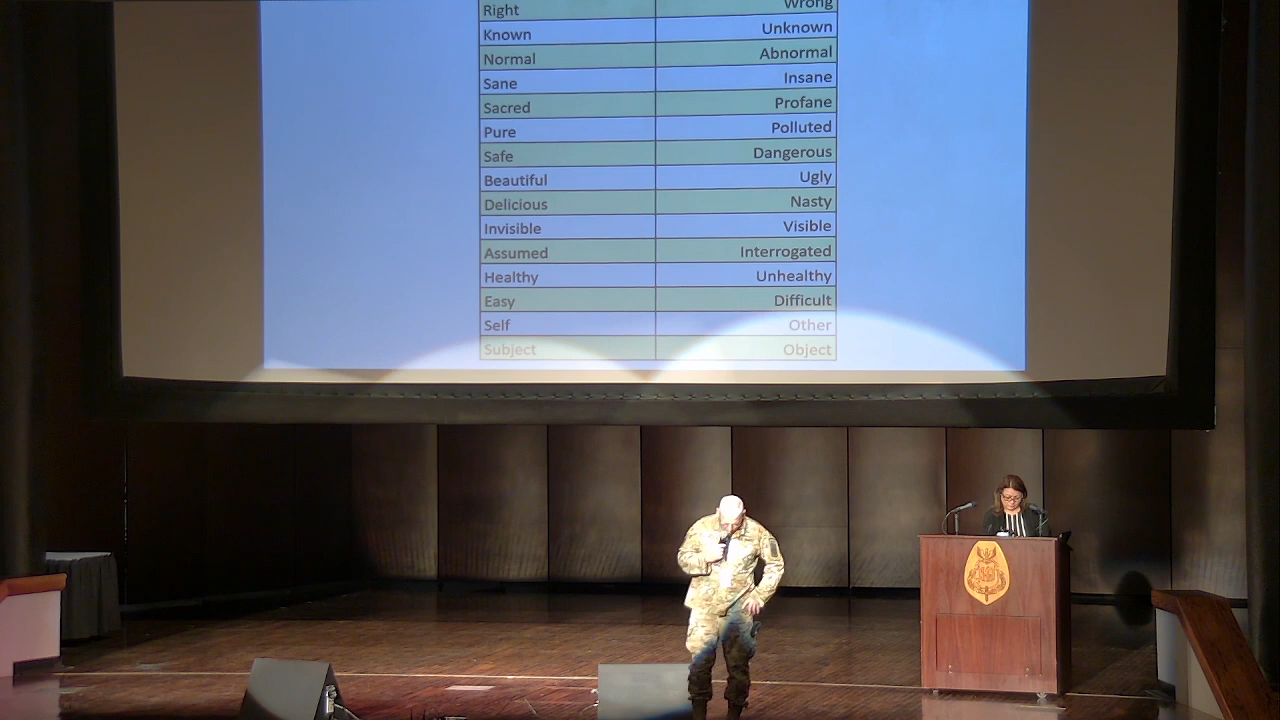 Right Wrong
Known Unknown
Normal Abnormal
Sane Insane
Sacred Profane
Pure Polluted
Safe Dangerous
Beautiful Ugly
Delicious Nasty
Invisible Visible
Assumed Interrogated
Healthy Unhealthy
Easy Difficult
Self Other
Subject Object